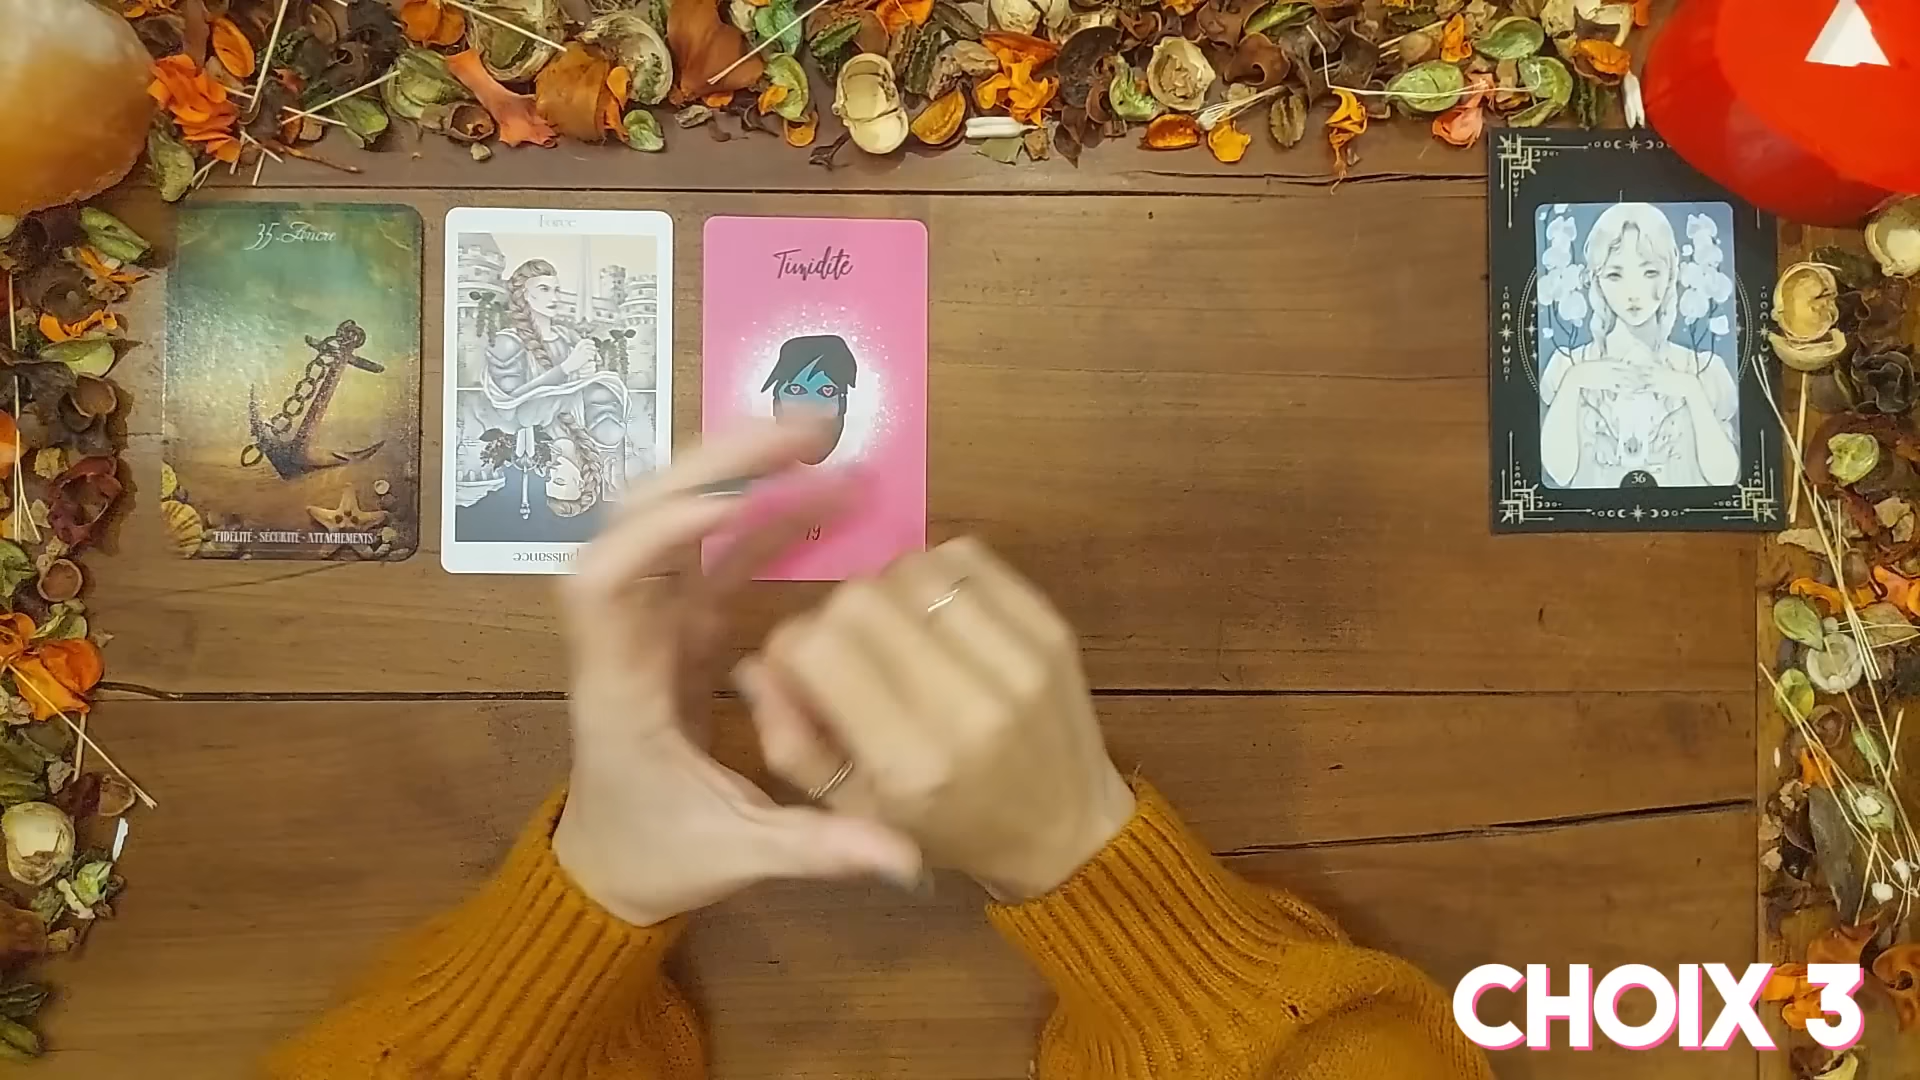 35. Ancre
FIDÉLITÉ - SÉCURITÉ - ATTACHEMENTS
Force
puissance
Timidité
19
36
CHOIX 3